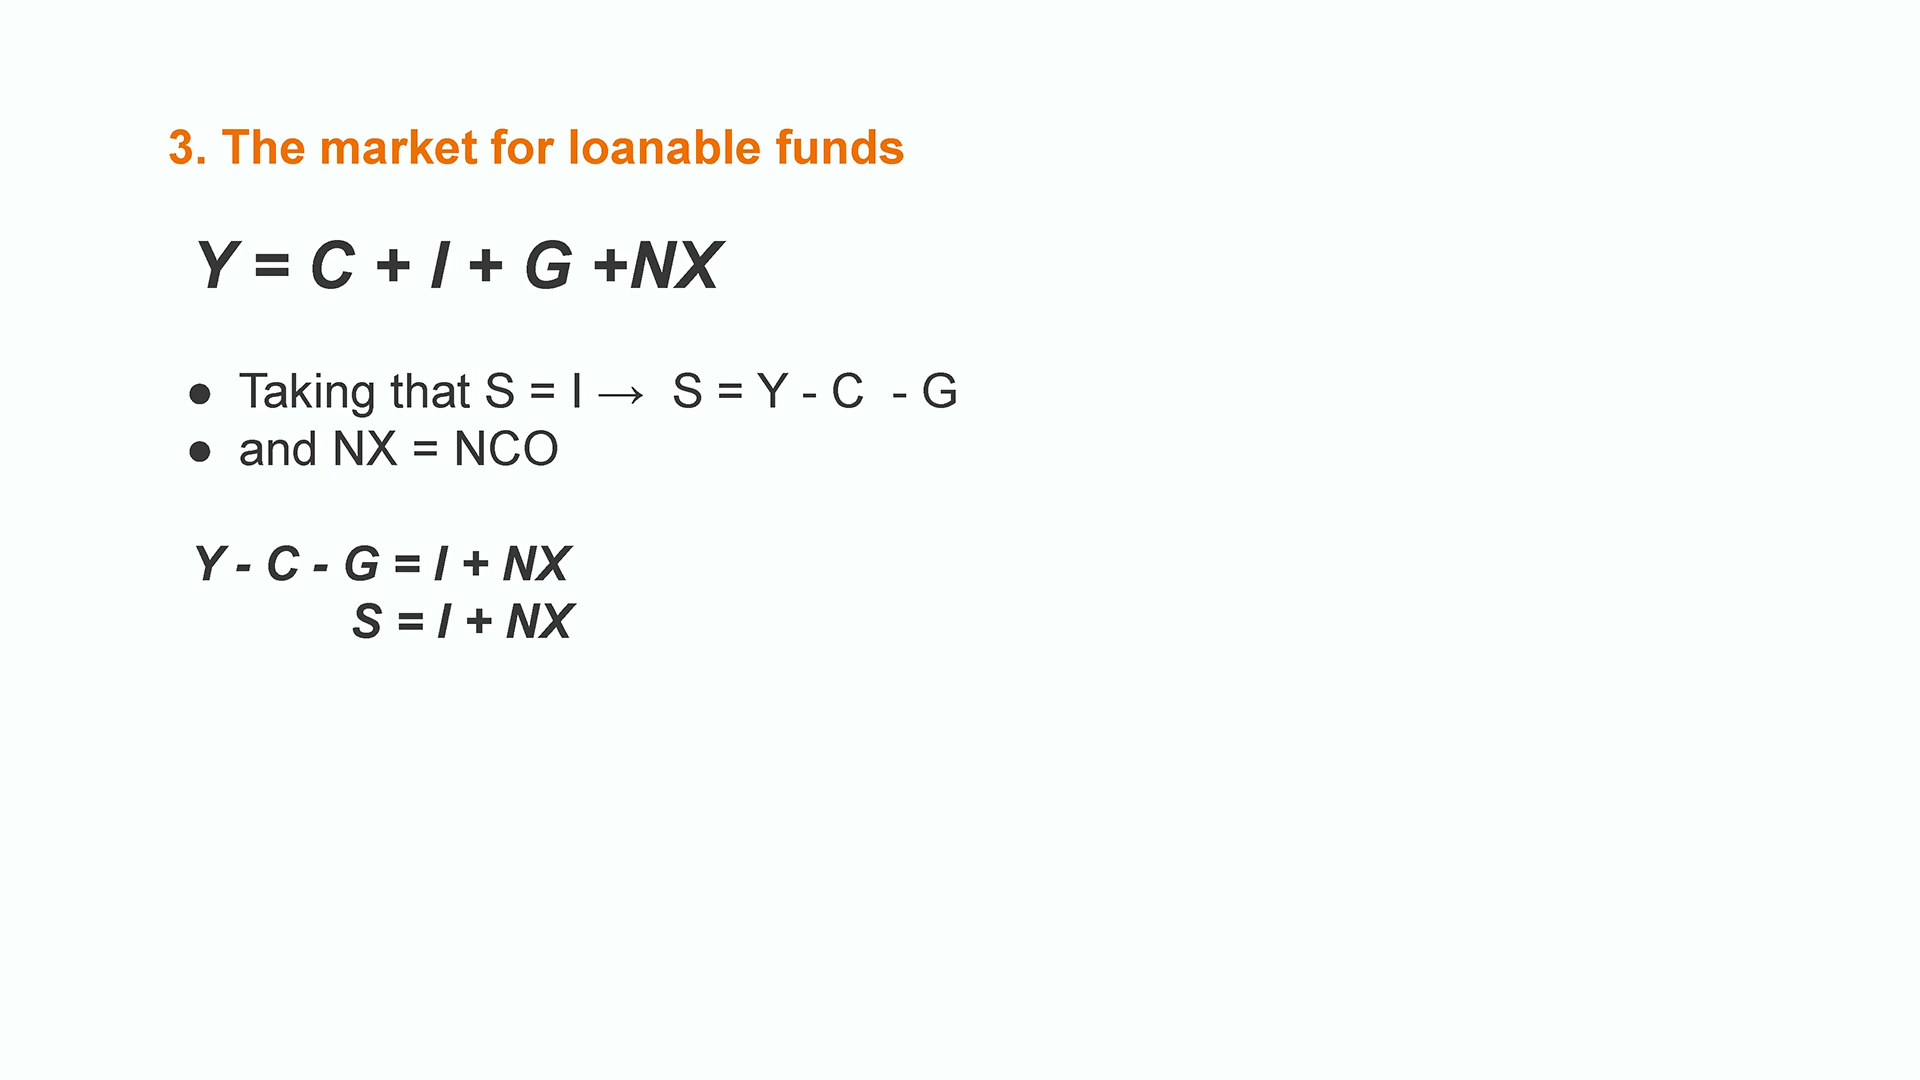 3. The market for loanable funds
Y = C + I + G +NX
● Taking that S = I → S = Y - C - G
● and NX = NCO
Y - C - G = I + NX
S = I + NX